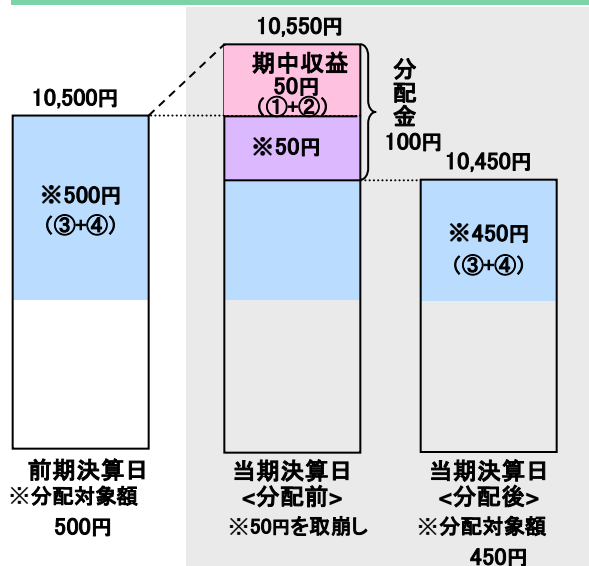 10,550円
10,500円
期中収益
50円
(①+②)
分配金
100円
※50円
10,450円
※500円
(③+④)
※450円
(③+④)
前期決算日
※分配対象額
500円
当期決算日
<分配前>
※50円を取崩し
当期決算日
<分配後>
※分配対象額
450円